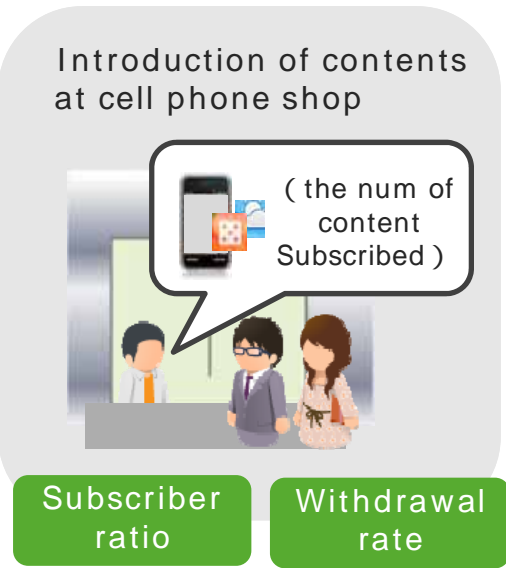 Introduction of contents
at cell phone shop
(the num of
content
Subscribed)
Subscriber
ratio
Withdrawal
rate